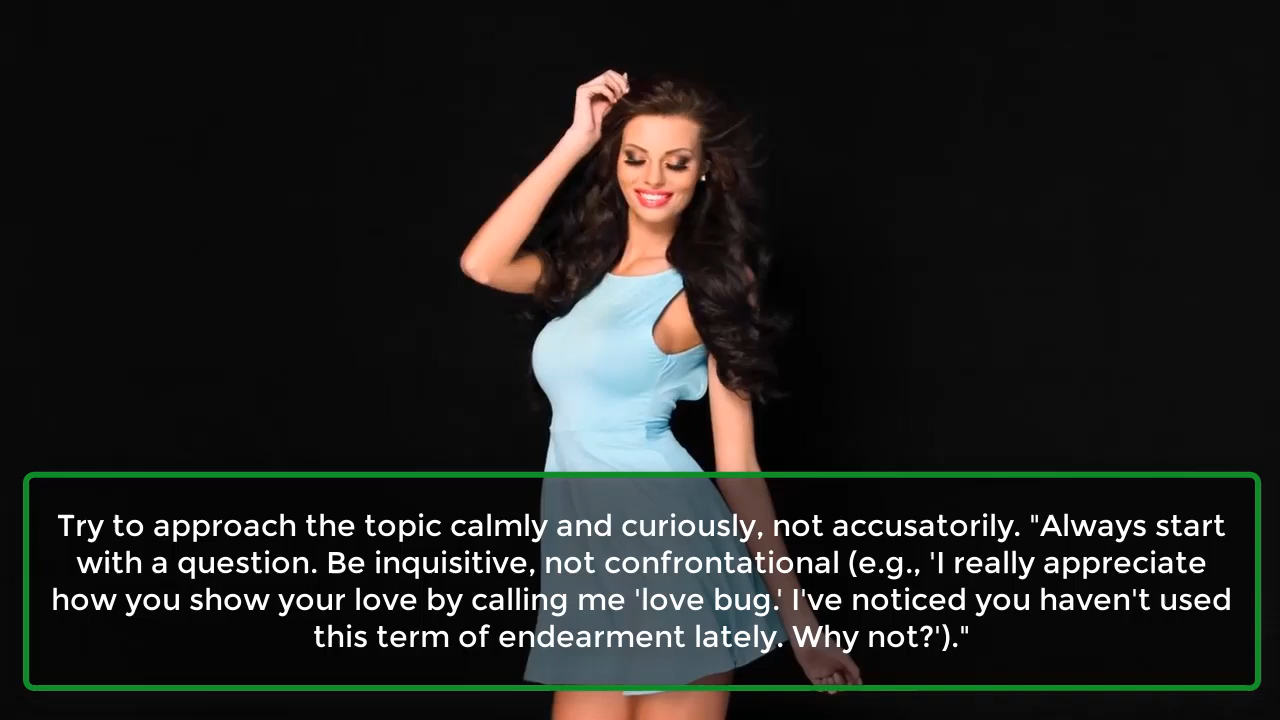 Try to approach the topic calmly and curiously, not accusatorily. "Always start
with a question. Be inquisitive, not confrontational (e.g., 'I really appreciate
how you show your love by calling me 'love bug.' I've noticed you haven't used
this term of endearment lately. Why not?')."